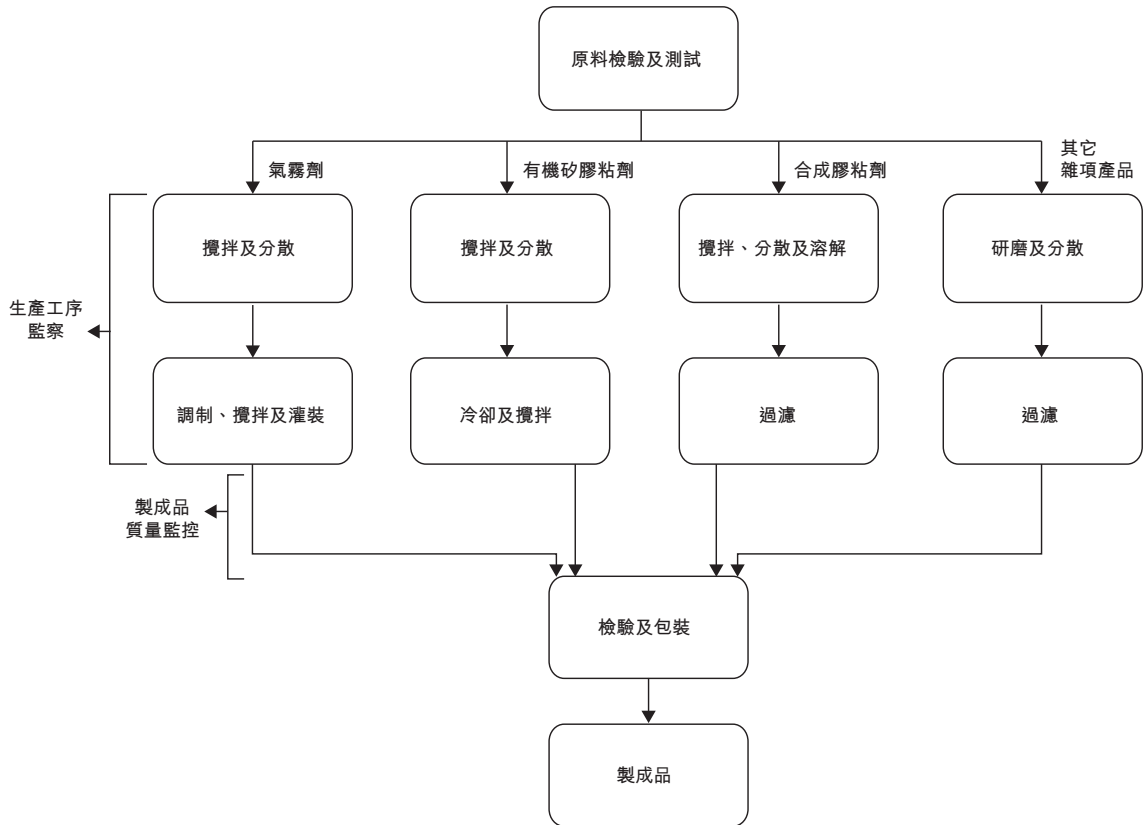 原料檢驗及測試
氣霧劑
有機矽膠粘劑
合成膠粘劑
其它
雜項產品
攪拌及分散
攪拌及分散
攪拌、分散及溶解
研磨及分散
生產工序
監察
調制、攪拌及灌裝
冷卻及攪拌
過濾
過濾
製成品
質量監控
檢驗及包裝
製成品